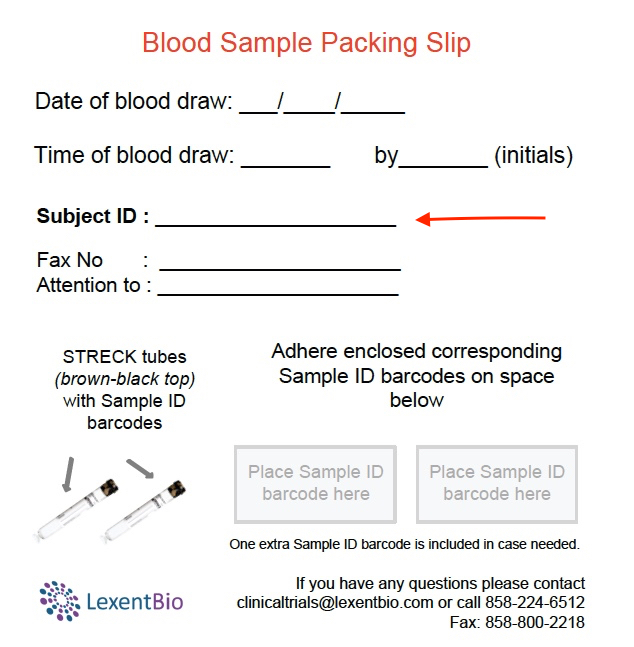 Blood Sample Packing Slip
Date of blood draw: ___/____/_____
Time of blood draw: _______ by_______ (initials)
Subject ID : ______________________
Fax No : ______________________
Attention to : ______________________
STRECK tubes
(brown-black top)
with Sample ID
barcodes
Adhere enclosed corresponding
Sample ID barcodes on space
below
Place Sample ID
barcode here
Place Sample ID
barcode here
One extra Sample ID barcode is included in case needed.
LexentBio
If you have any questions please contact
clinicaltrials@lexentbio.com or call 858-224-6512
Fax: 858-800-2218